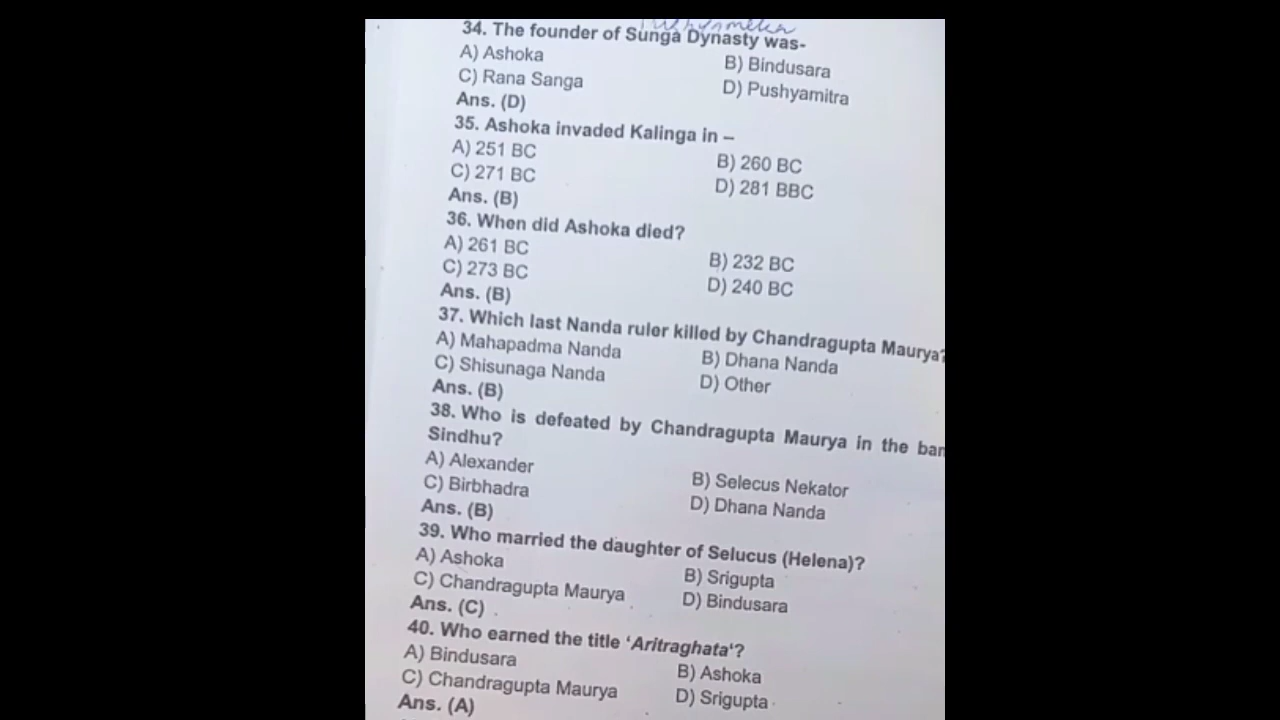 34. The founder of Sunga Dynasty was-
A) Ashoka B) Bindusara
C) Rana Sanga D) Pushyamitra
Ans. (D)
35. Ashoka invaded Kalinga in –
A) 251 BC B) 260 BC
C) 271 BC D) 281 BBC
Ans. (B)
36. When did Ashoka died?
A) 261 BC B) 232 BC
C) 273 BC D) 240 BC
Ans. (B)
37. Which last Nanda ruler killed by Chandragupta Maurya?
A) Mahapadma Nanda B) Dhana Nanda
C) Shisunaga Nanda D) Other
Ans. (B)
38. Who is defeated by Chandragupta Maurya in the
Sindhu?
A) Alexander B) Selecus Nekator
C) Birbhadra D) Dhana Nanda
Ans. (B)
39. Who married the daughter of Selucus (Helena)?
A) Ashoka B) Srigupta
C) Chandragupta Maurya D) Bindusara
Ans. (C)
40. Who earned the title ‘Aritraghata‘?
A) Bindusara B) Ashoka
C) Chandragupta Maurya D) Srigupta
Ans. (A)